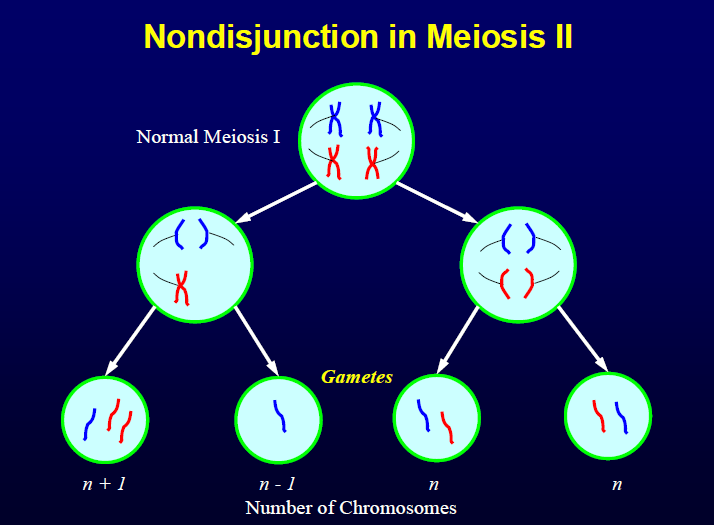 Nondisjunction in Meiosis II
Normal Meiosis I
Gametes
n + 1
n - 1
n
n
Number of Chromosomes